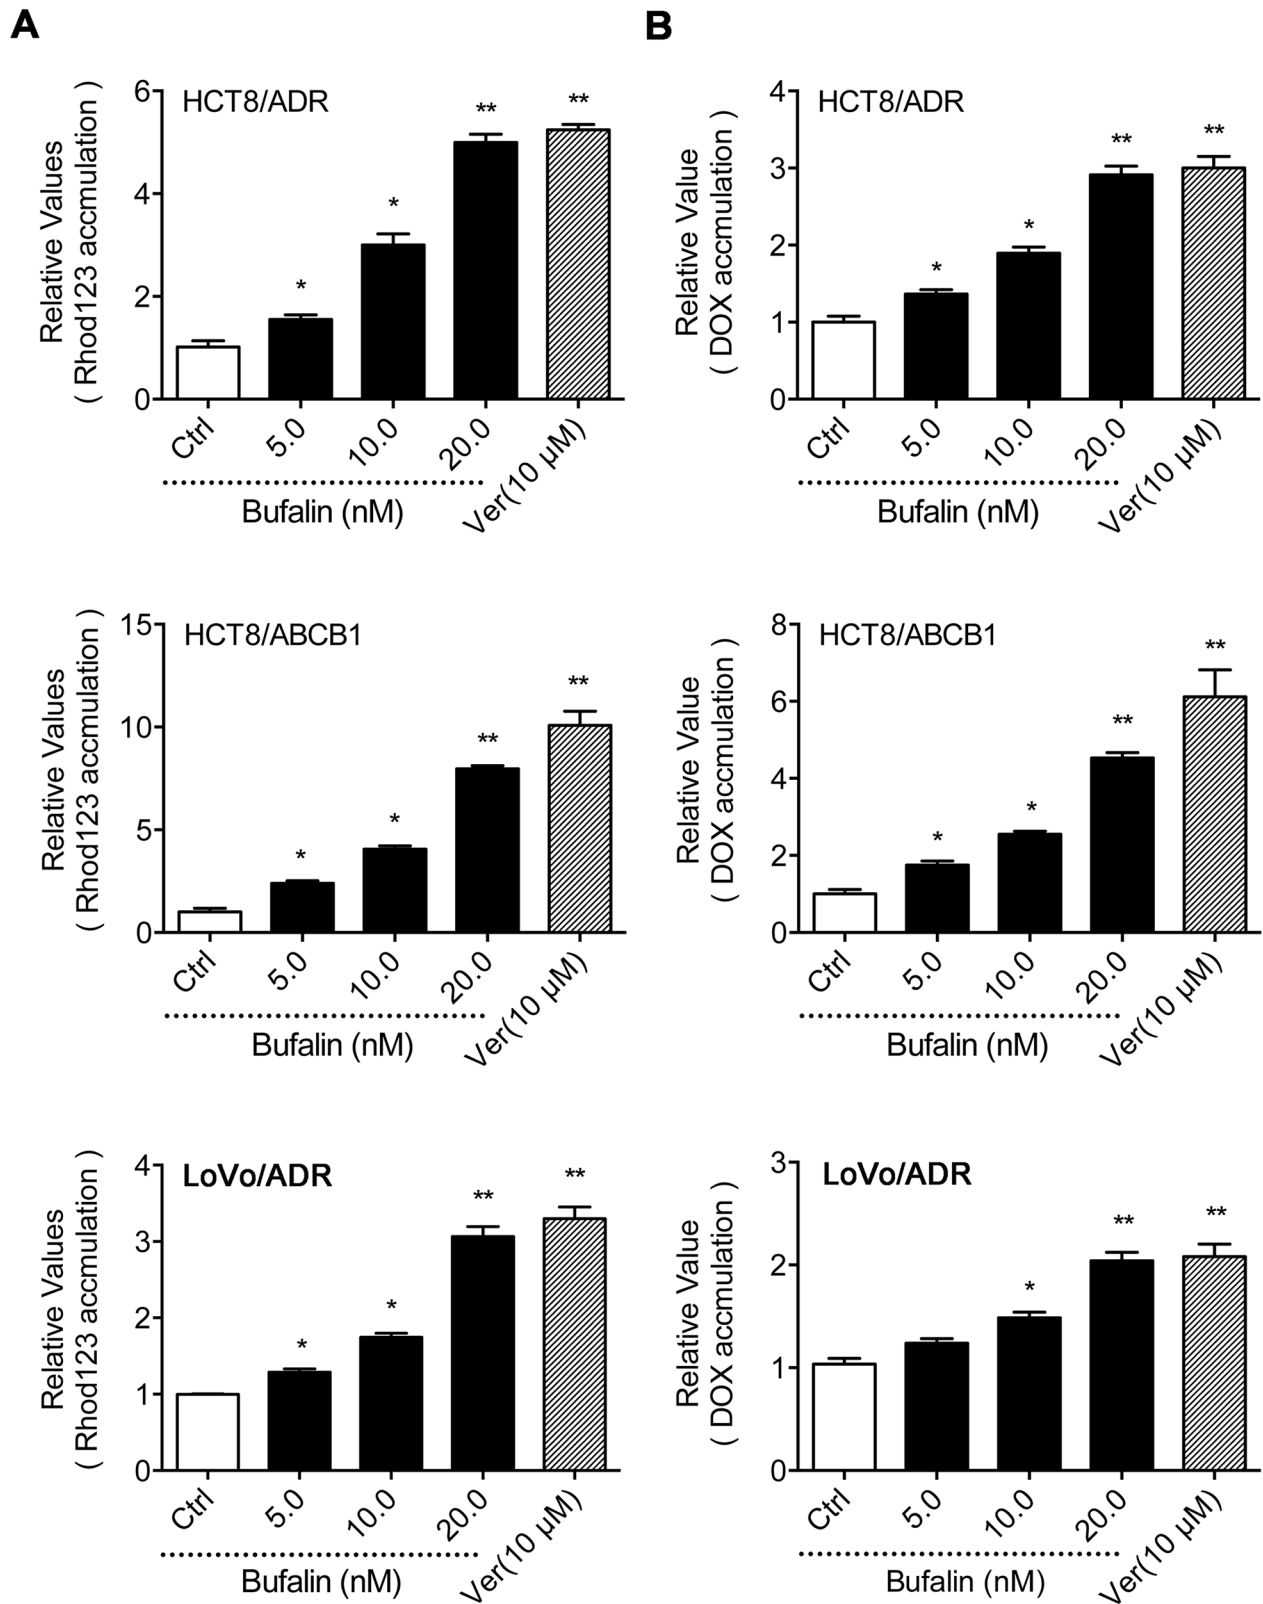 A
B
HCT8/ADR
Relative Values
( Rhod123 accmulation )
6
4
2
0
*
*
**
**
Ctrl
5.0
10.0
20.0
Ver(10 µM)
Bufalin (nM)
HCT8/ADR
Relative Value
( DOX accmulation )
4
3
2
1
0
*
*
**
**
Ctrl
5.0
10.0
20.0
Ver(10 µM)
Bufalin (nM)
HCT8/ABCB1
Relative Values
( Rhod123 accmulation )
15
10
5
0
*
*
**
**
Ctrl
5.0
10.0
20.0
Ver(10 µM)
Bufalin (nM)
HCT8/ABCB1
Relative Value
( DOX accmulation )
8
6
4
2
0
*
*
**
**
Ctrl
5.0
10.0
20.0
Ver(10 µM)
Bufalin (nM)
LoVo/ADR
Relative Values
( Rhod123 accmulation )
4
3
2
1
0
*
*
**
**
Ctrl
5.0
10.0
20.0
Ver(10 µM)
Bufalin (nM)
LoVo/ADR
Relative Value
( DOX accmulation )
3
2
1
0
*
**
**
Ctrl
5.0
10.0
20.0
Ver(10 µM)
Bufalin (nM)